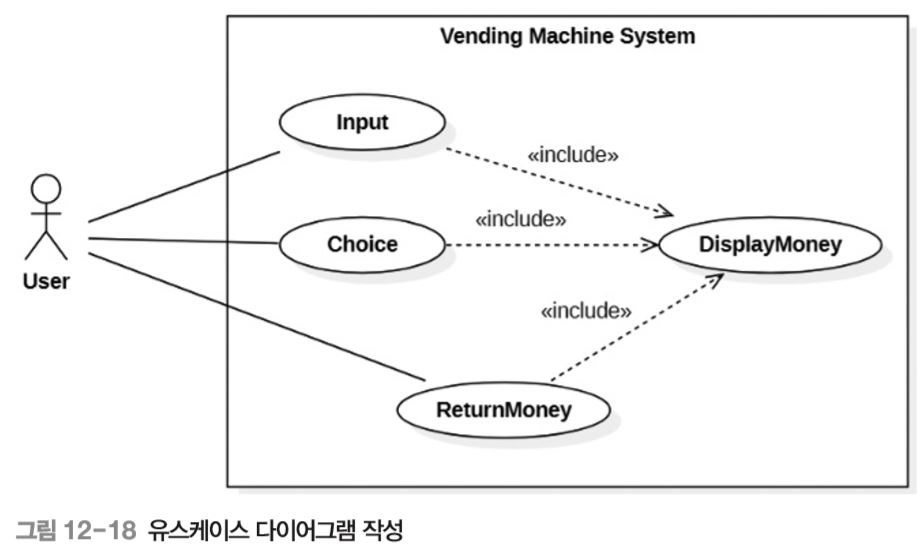 Vending Machine System
Input
«include»
«include»
Choice
DisplayMoney
User
«include»
ReturnMoney
그림 12-18 유스케이스 다이어그램 작성